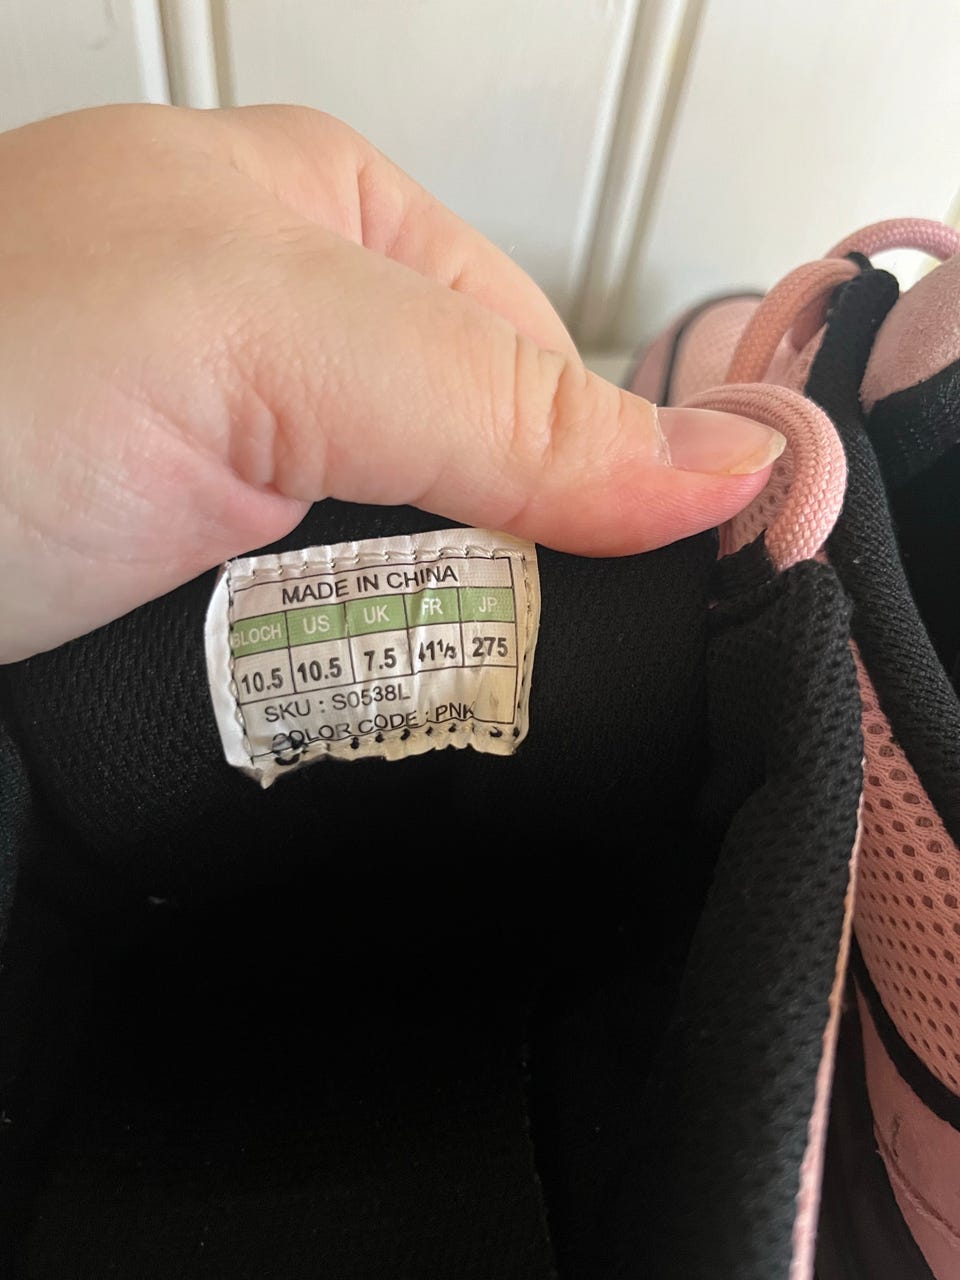 MADE IN CHINA
BLOCH US UK FR JP
10.5 10.5 7.5 41⅓ 275
SKU : S0538L
COLOR CODE : PNK